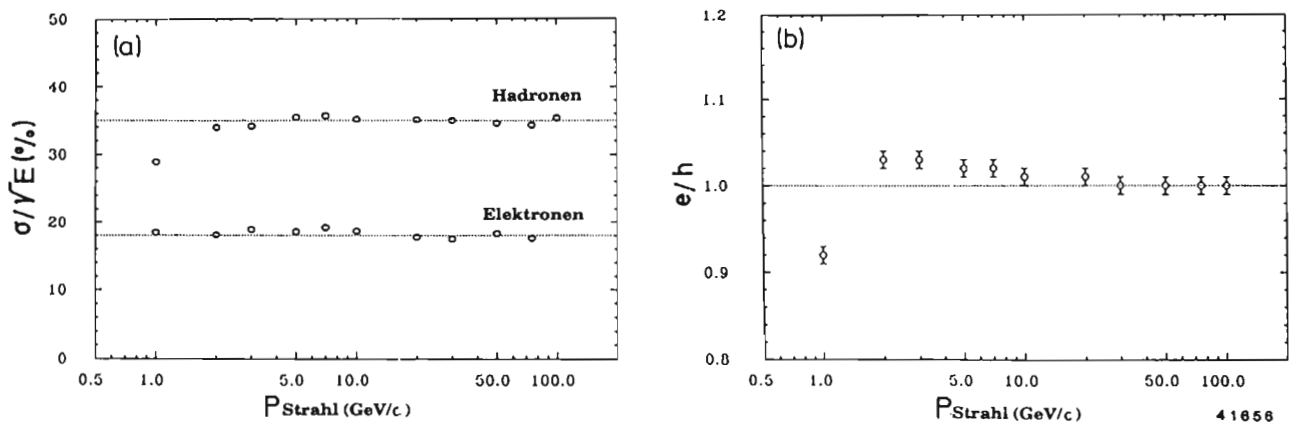 (a)
50
40
30
20
10
0
σ/√E (%)
Hadronen
Elektronen
0.5 1.0 5.0 10.0 50.0 100.0
P Strahl (GeV/c)
(b)
1.2
1.1
1.0
0.9
0.8
e/h
0.5 1.0 5.0 10.0 50.0 100.0
P Strahl (GeV/c)
41656